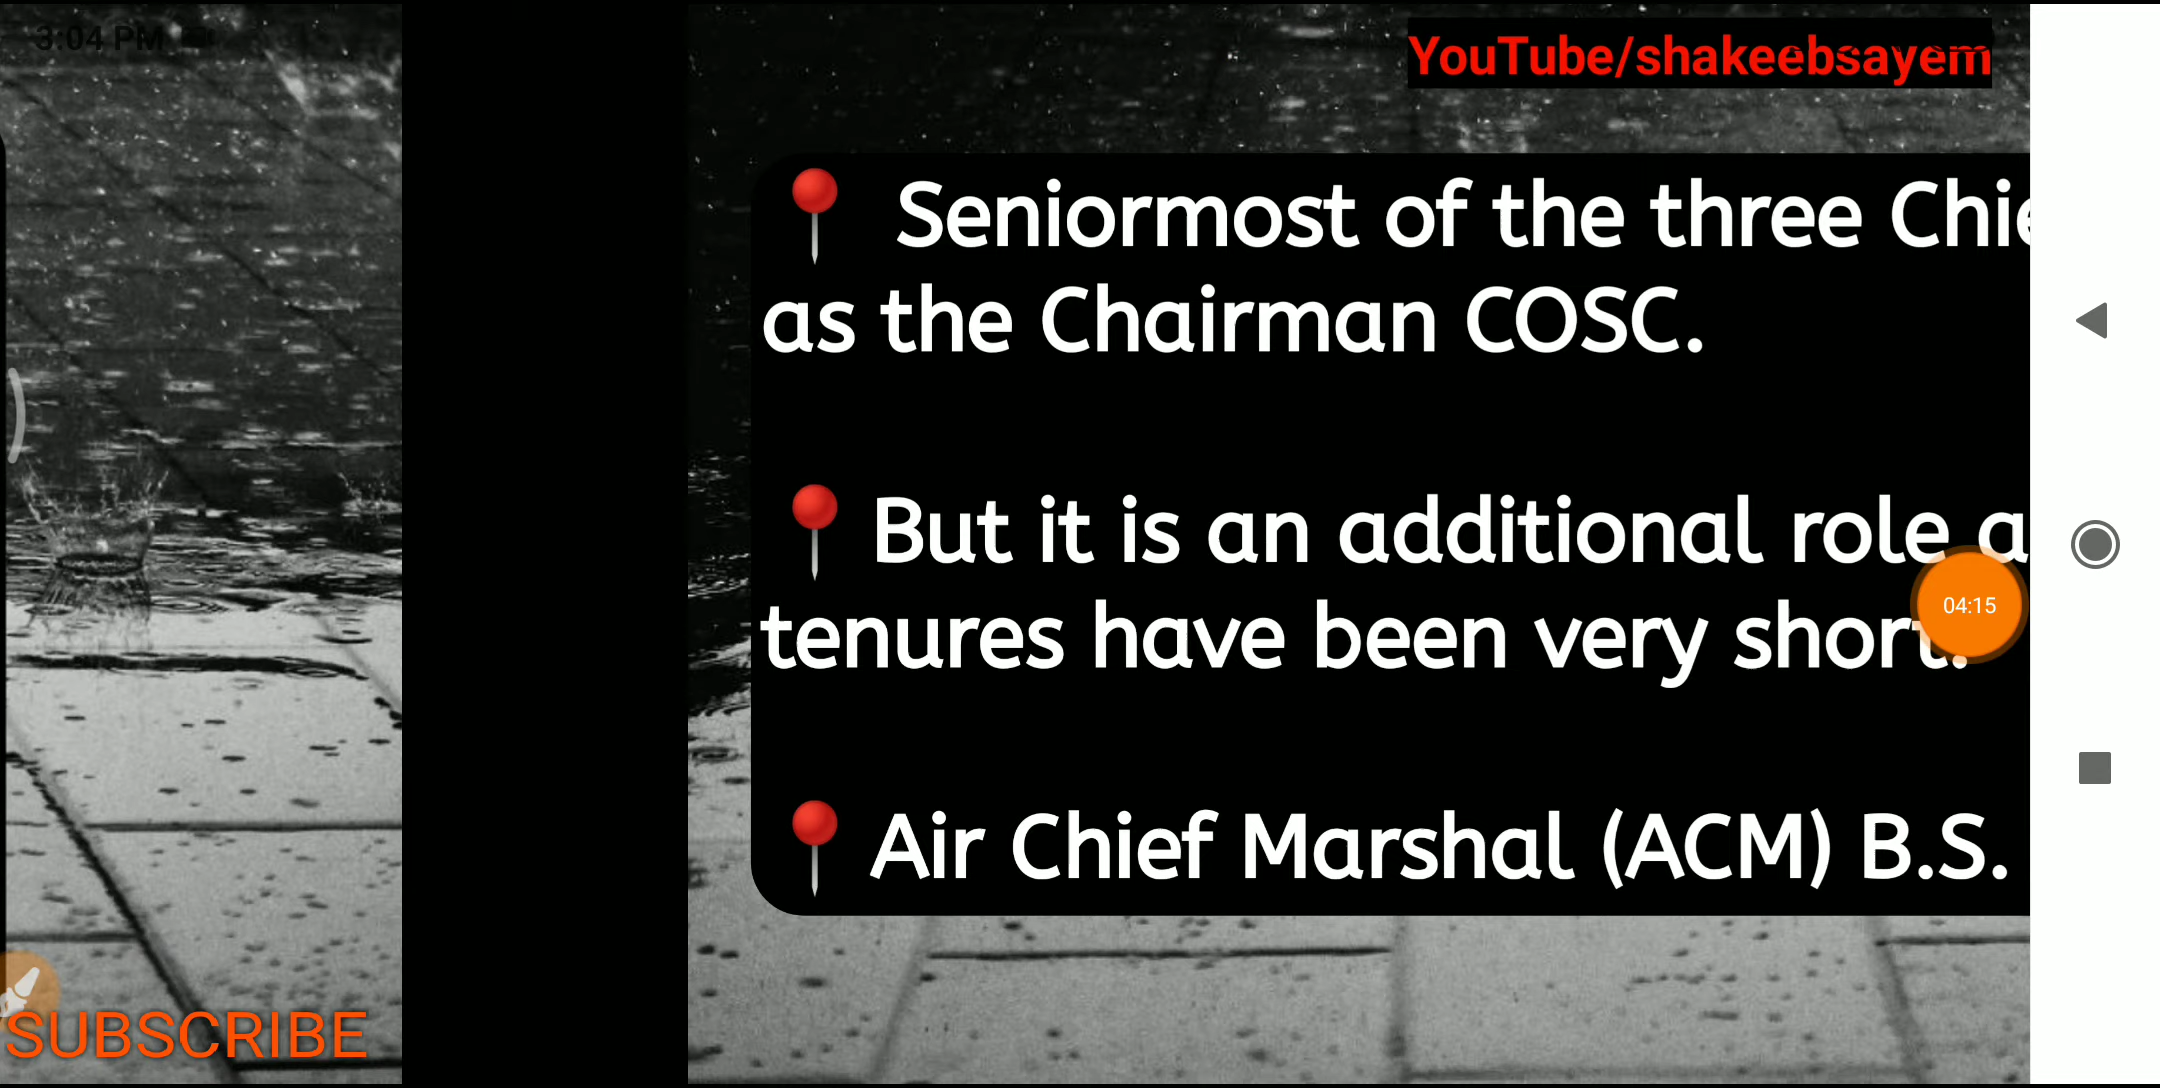 3:04 PM
YouTube/shakeebsayem
📍 Seniormost of the three Chie
as the Chairman COSC.
📍 But it is an additional role a
tenures have been very short.
04:15
📍 Air Chief Marshal (ACM) B.S.
SUBSCRIBE